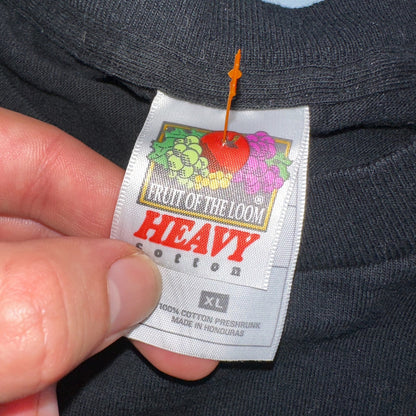 FRUIT OF THE LOOM ®
HEAVY
cotton
XL
100% COTTON PRESHRUNK
MADE IN HONDURAS